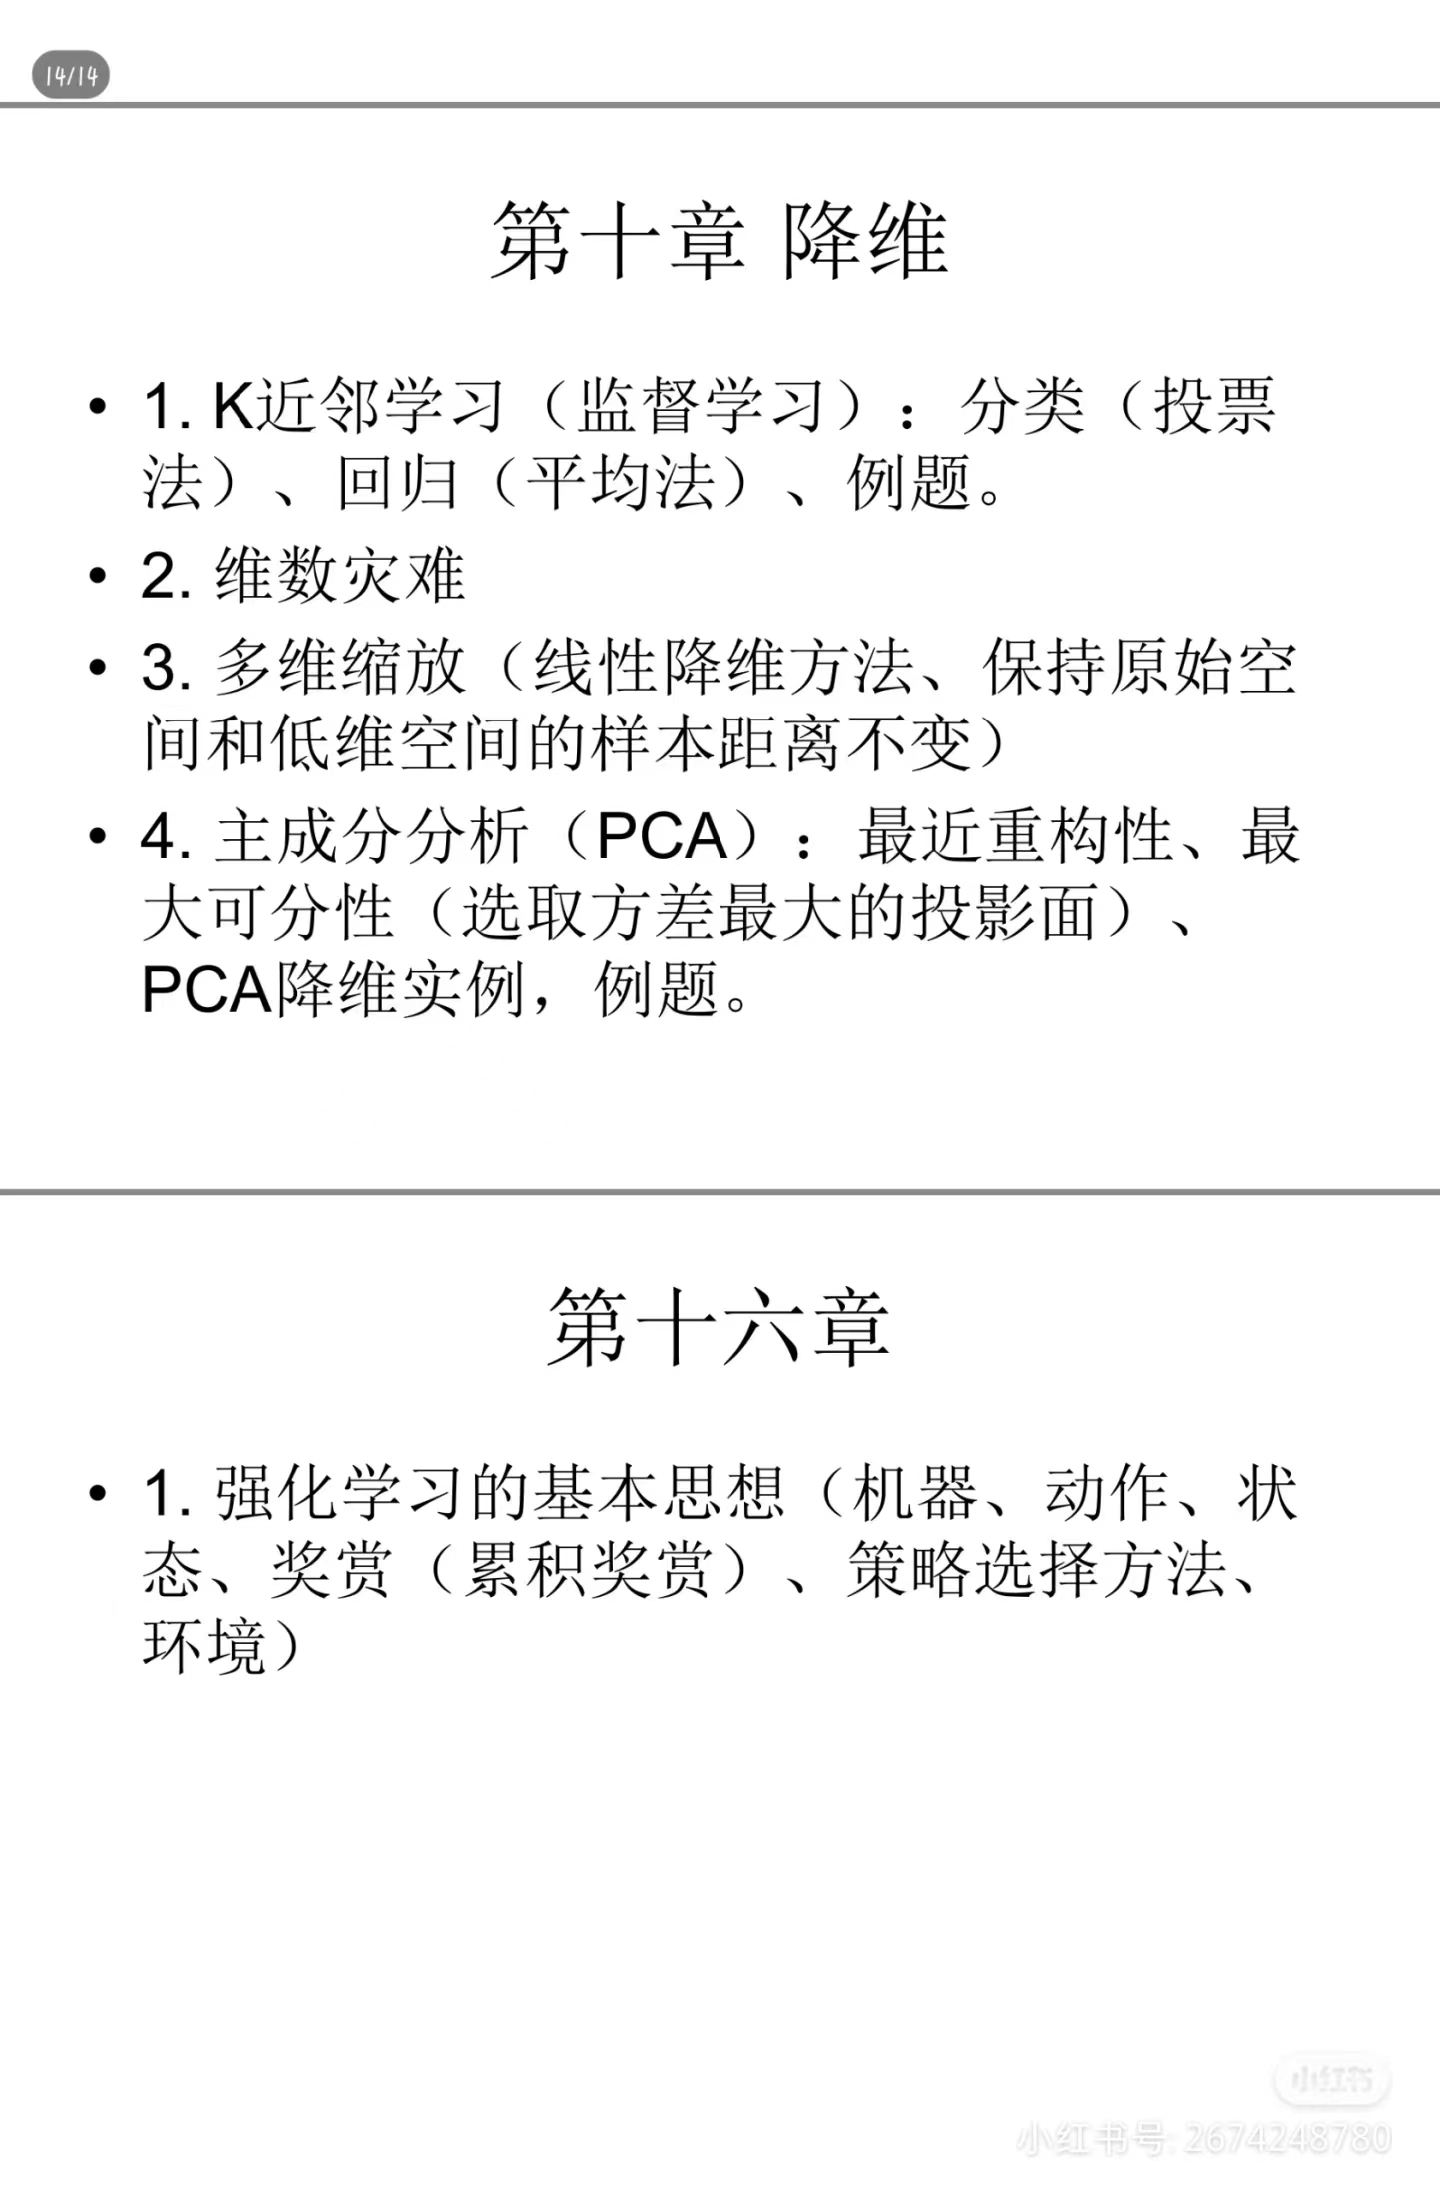 14/14
第十章 降维
• 1. K近邻学习（监督学习）：分类（投票
法）、回归（平均法）、例题。
• 2. 维数灾难
• 3. 多维缩放（线性降维方法、保持原始空
间和低维空间的样本距离不变）
• 4. 主成分分析（PCA）：最近重构性、最
大可分性（选取方差最大的投影面）、
PCA降维实例，例题。
第十六章
• 1. 强化学习的基本思想（机器、动作、状
态、奖赏（累积奖赏）、策略选择方法、
环境）
小红书
小红书号: 2674248780